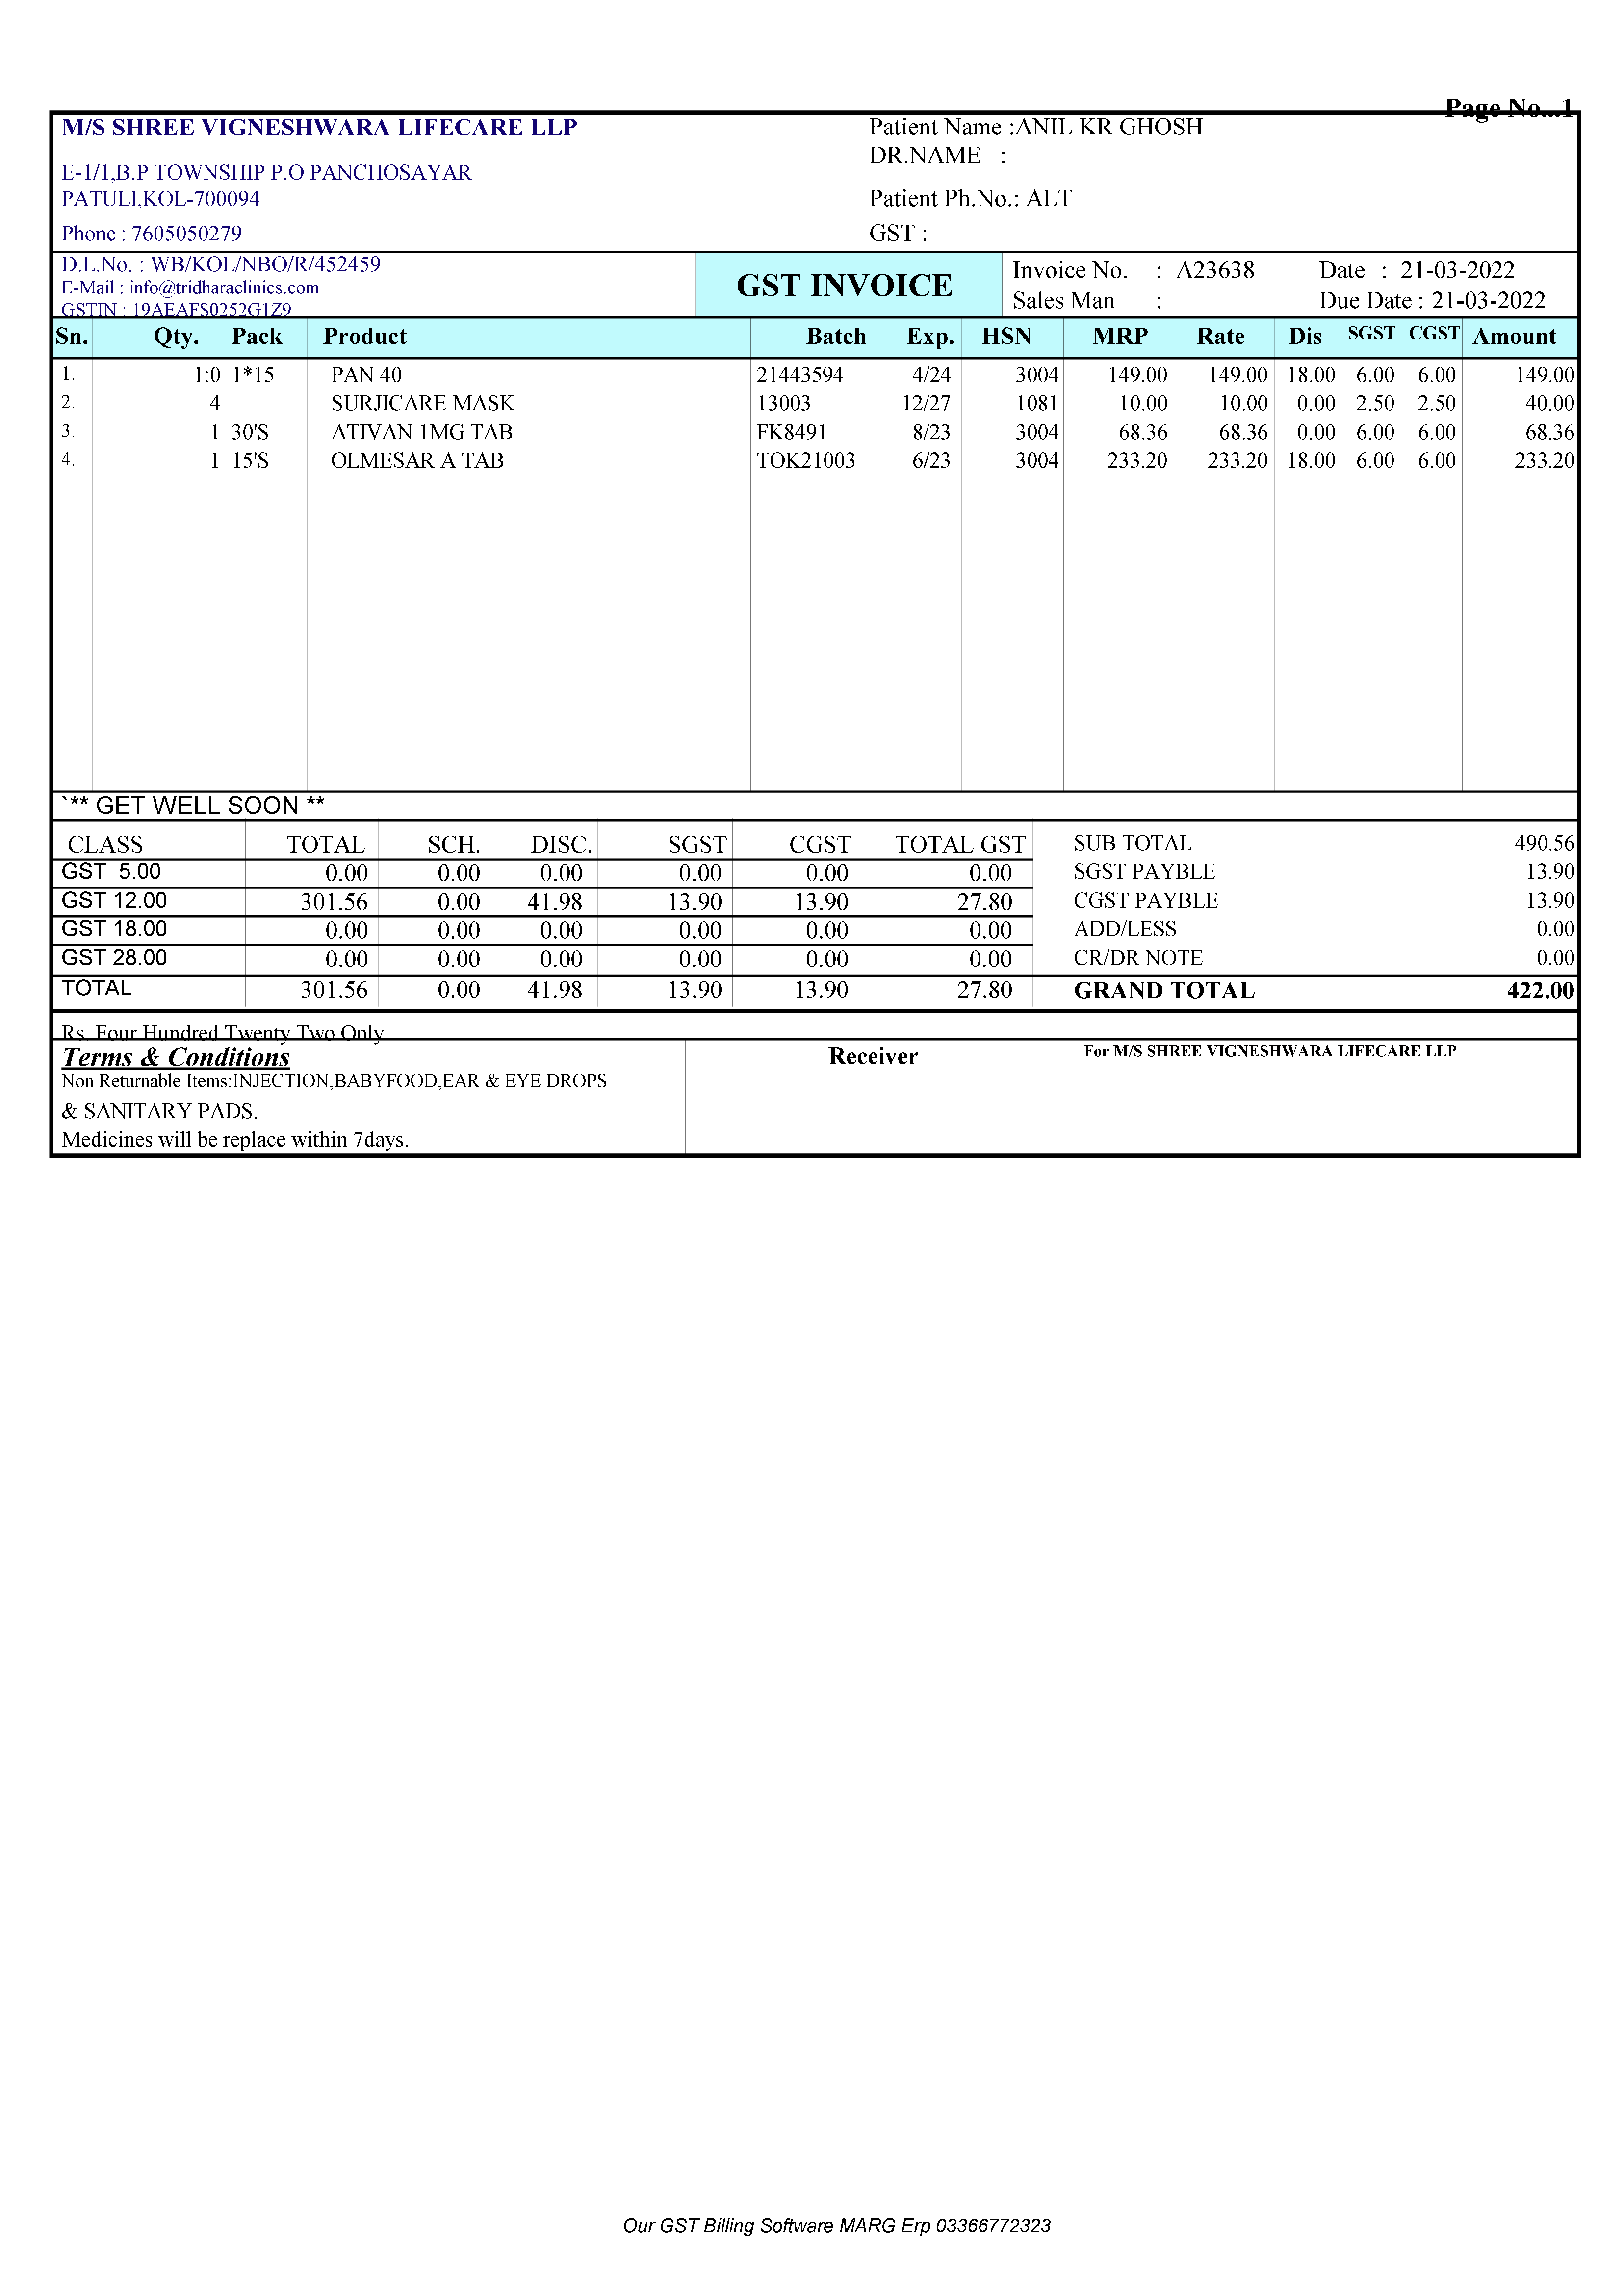 Page No...1
M/S SHREE VIGNESHWARA LIFECARE LLP
E-1/1,B.P TOWNSHIP P.O PANCHOSAYAR
PATULI,KOL-700094
Phone : 7605050279
Patient Name :ANIL KR GHOSH
DR.NAME :
Patient Ph.No.: ALT
GST :
D.L.No. : WB/KOL/NBO/R/452459
E-Mail : info@tridharaclinics.com
GSTIN : 19AEAFS0252G1Z9
GST INVOICE
Invoice No. : A23638 Date : 21-03-2022
Sales Man : Due Date : 21-03-2022
Sn. Qty. Pack Product Batch Exp. HSN MRP Rate Dis SGST CGST Amount
1. 1:0 1*15 PAN 40 21443594 4/24 3004 149.00 149.00 18.00 6.00 6.00 149.00
2. 4 SURJICARE MASK 13003 12/27 1081 10.00 10.00 0.00 2.50 2.50 40.00
3. 1 30'S ATIVAN 1MG TAB FK8491 8/23 3004 68.36 68.36 0.00 6.00 6.00 68.36
4. 1 15'S OLMESAR A TAB TOK21003 6/23 3004 233.20 233.20 18.00 6.00 6.00 233.20
`** GET WELL SOON **
CLASS TOTAL SCH. DISC. SGST CGST TOTAL GST
GST 5.00 0.00 0.00 0.00 0.00 0.00 0.00
GST 12.00 301.56 0.00 41.98 13.90 13.90 27.80
GST 18.00 0.00 0.00 0.00 0.00 0.00 0.00
GST 28.00 0.00 0.00 0.00 0.00 0.00 0.00
TOTAL 301.56 0.00 41.98 13.90 13.90 27.80
SUB TOTAL 490.56
SGST PAYBLE 13.90
CGST PAYBLE 13.90
ADD/LESS 0.00
CR/DR NOTE 0.00
GRAND TOTAL 422.00
Rs. Four Hundred Twenty Two Only
Terms & Conditions
Non Returnable Items:INJECTION,BABYFOOD,EAR & EYE DROPS
& SANITARY PADS.
Medicines will be replace within 7days.
Receiver
For M/S SHREE VIGNESHWARA LIFECARE LLP
Our GST Billing Software MARG Erp 03366772323